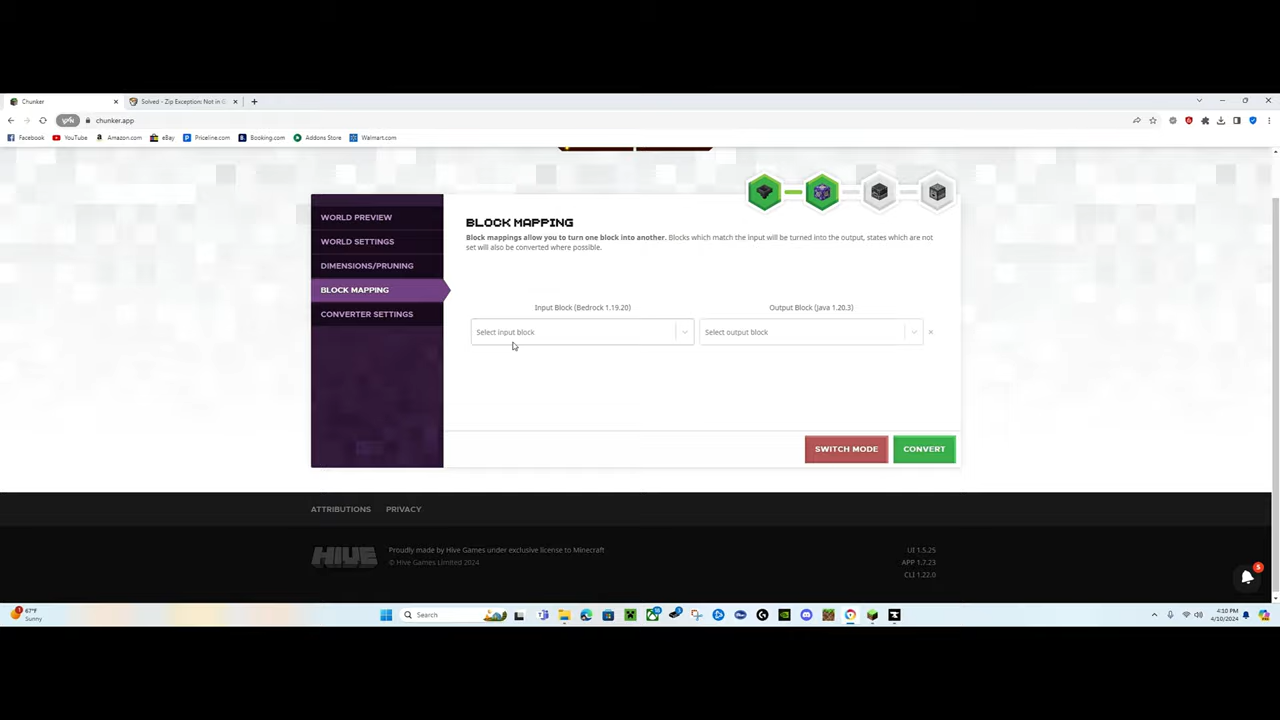 Chunker
Solved - Zip Exception: Not in G
chunker.app
Facebook
YouTube
Amazon.com
eBay
Priceline.com
Booking.com
Addons Store
Walmart.com
WORLD PREVIEW
WORLD SETTINGS
DIMENSIONS/PRUNING
BLOCK MAPPING
CONVERTER SETTINGS
BLOCK MAPPING
Block mappings allow you to turn one block into another. Blocks which match the input will be turned into the output, states which are not
set will also be converted where possible.
Input Block (Bedrock 1.19.20)
Output Block (Java 1.20.3)
Select input block
Select output block
SWITCH MODE
CONVERT
ATTRIBUTIONS
PRIVACY
HIVE
Proudly made by Hive Games under exclusive license to Minecraft
© Hive Games Limited 2024
UI 1.5.25
APP 1.7.23
CLI 1.22.0
5
67°F
Sunny
Search
4:10 PM
4/10/2024